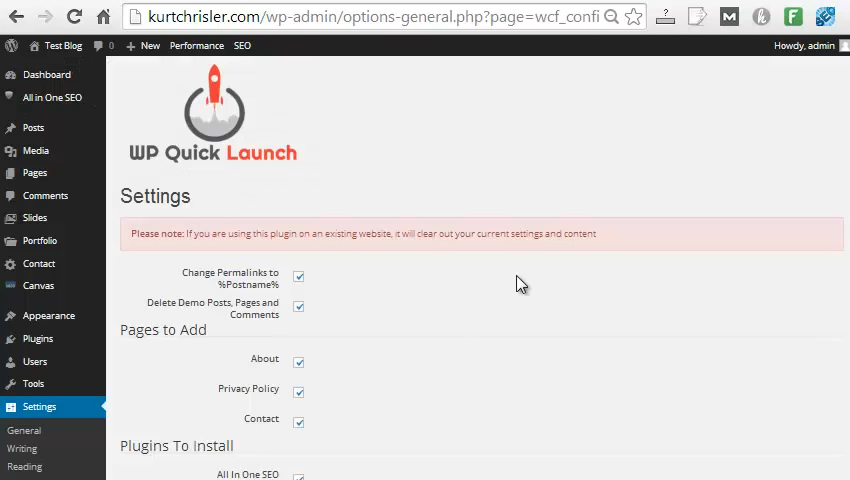 kurtchrisler.com/wp-admin/options-general.php?page=wcf_confi
Test Blog 0 + New Performance SEO Howdy, admin
Dashboard
All in One SEO
Posts
Media
Pages
Comments
Slides
Portfolio
Contact
Canvas
Appearance
Plugins
Users
Tools
Settings
General
Writing
Reading
WP Quick Launch
Settings
Please note: If you are using this plugin on an existing website, it will clear out your current settings and content
Change Permalinks to
%Postname%
Delete Demo Posts, Pages and
Comments
Pages to Add
About
Privacy Policy
Contact
Plugins To Install
All In One SEO